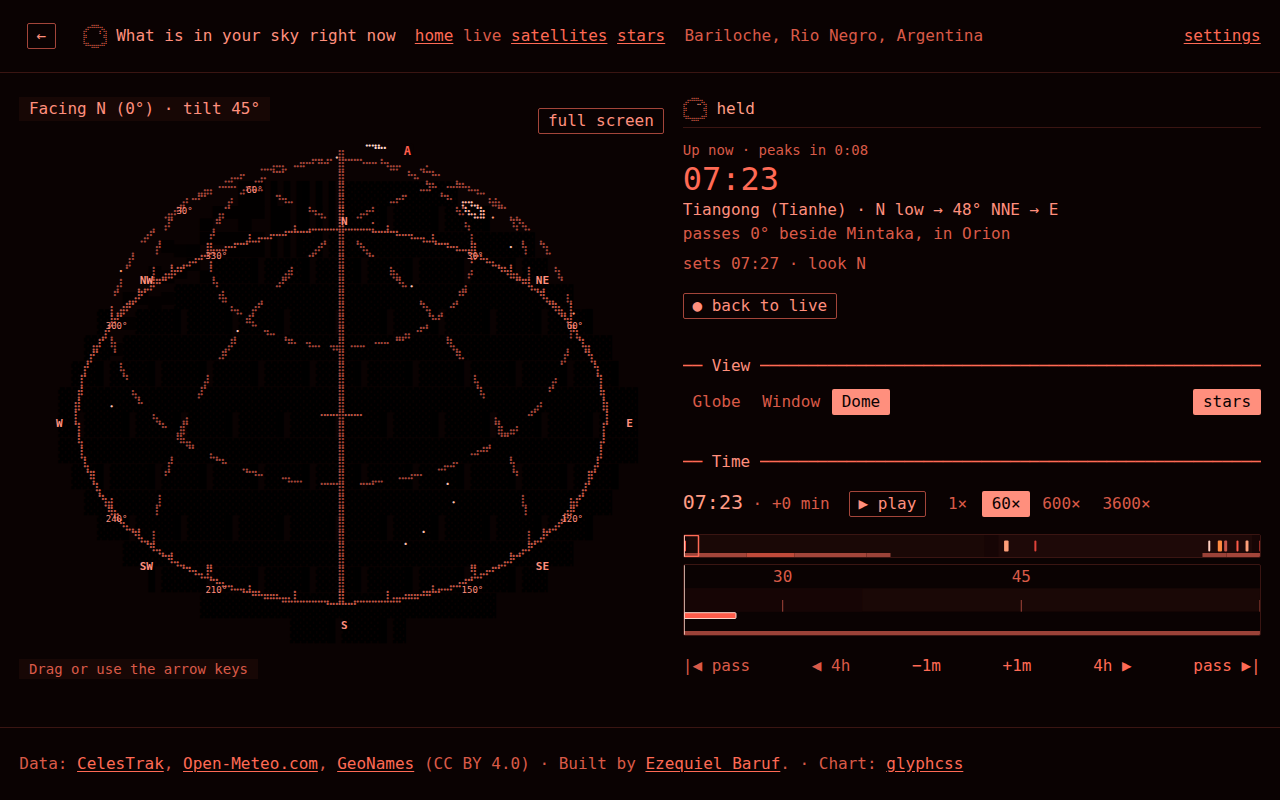 ← What is in your sky right now home live satellites stars Bariloche, Rio Negro, Argentina settings
Facing N (0°) · tilt 45°
full screen
A
60°
30°
N
330°
30°
NW
NE
300°
60°
W
E
240°
120°
SW
SE
210°
150°
S
Drag or use the arrow keys
held
Up now · peaks in 0:08
07:23
Tiangong (Tianhe) · N low → 48° NNE → E
passes 0° beside Mintaka, in Orion
sets 07:27 · look N
● back to live
View
Globe Window Dome stars
Time
07:23 · +0 min ▶ play 1× 60× 600× 3600×
30 45
|◀ pass ◀ 4h −1m +1m 4h ▶ pass ▶|
Data: CelesTrak, Open-Meteo.com, GeoNames (CC BY 4.0) · Built by Ezequiel Baruf. · Chart: glyphcss